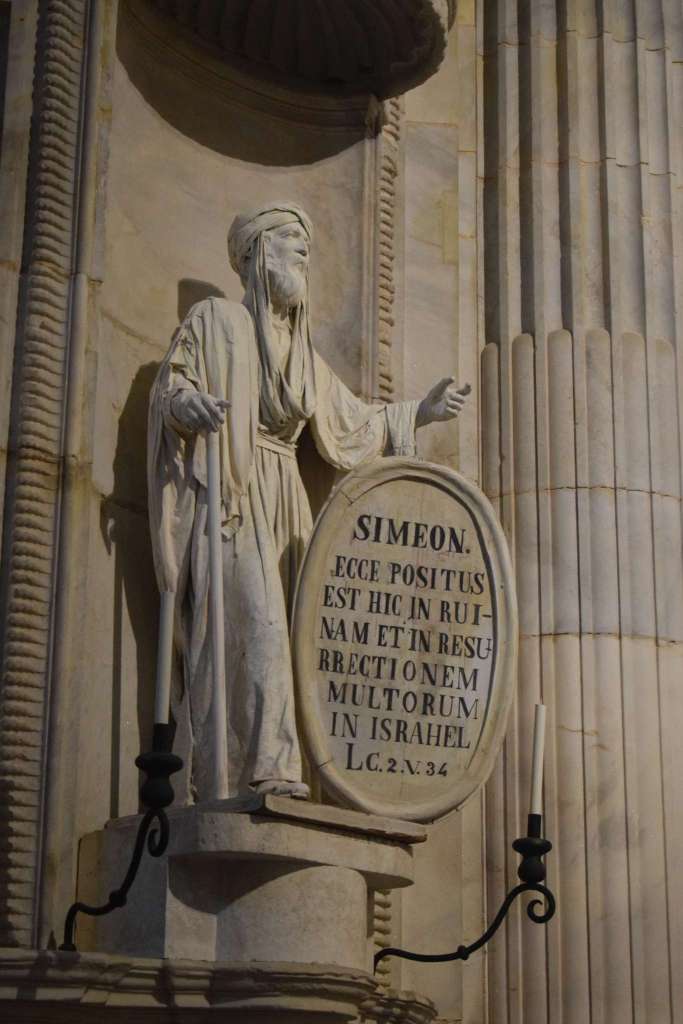 SIMEON.
ECCE POSITUS
EST HIC IN RUI-
NAM ET IN RESU
RRECTIONEM
MULTORUM
IN ISRAHEL
LC. 2. V. 34